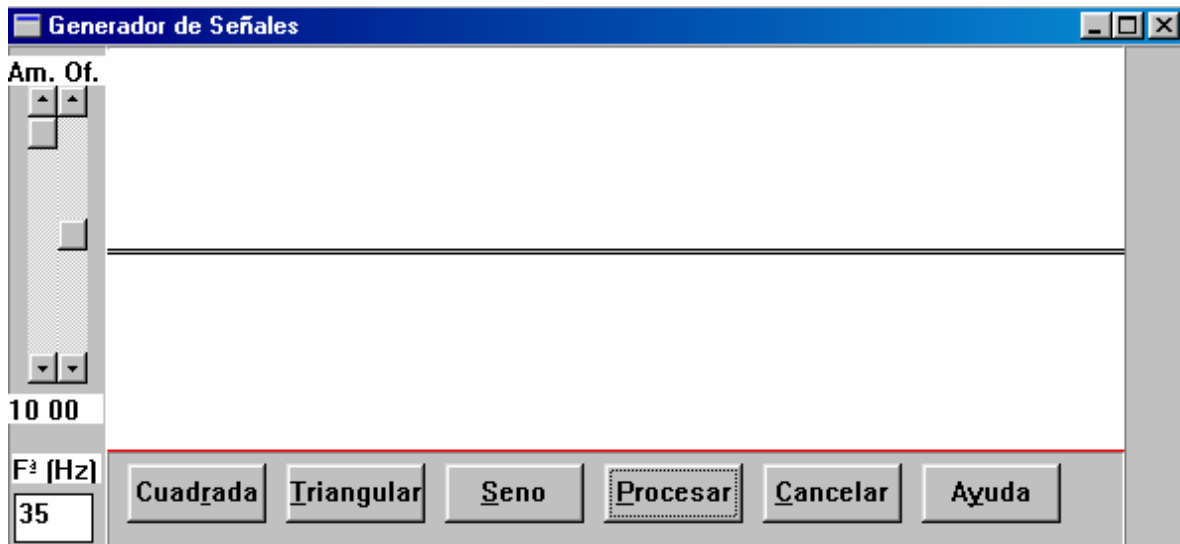 Generador de Señales
Am. Of.
10 00
Fª (Hz)
35
Cuadrada Triangular Seno Procesar Cancelar Ayuda